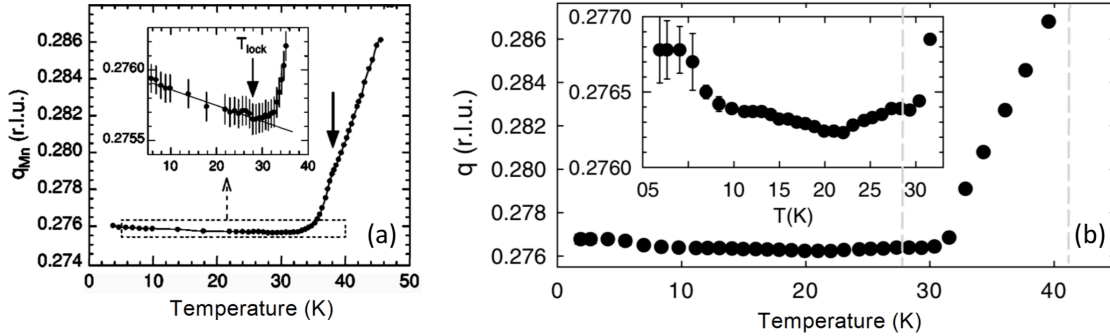 0.286
0.284
0.282
0.280
0.278
0.276
0.274
q_Mn (r.l.u.)
0.2760
0.2755
T_lock
10 20 30 40
(a)
0 10 20 30 40 50
Temperature (K)
0.286
0.284
0.282
0.280
0.278
0.276
q (r.l.u.)
0.2770
0.2765
0.2760
05 10 15 20 25 30
T(K)
(b)
0 10 20 30 40
Temperature (K)